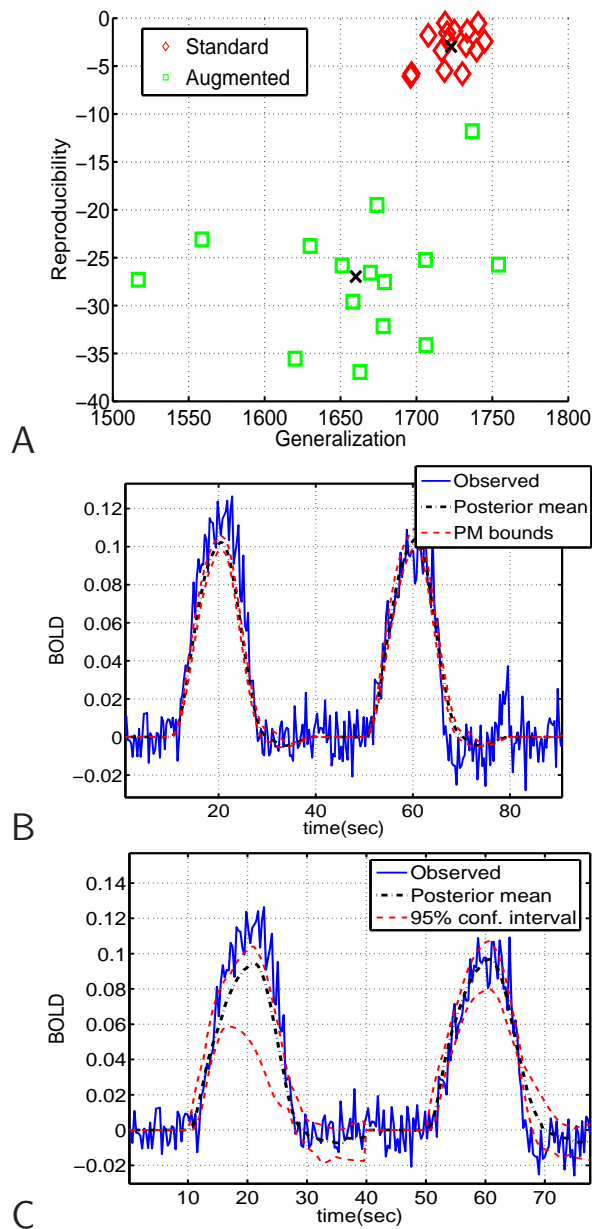 0
−5
−10
−15
−20
−25
−30
−35
−40
Reproducibility
Standard
Augmented
1500 1600 1650 1700 1750 1800
Generalization
A
Observed
Posterior mean
PM bounds
0.12
0.1
0.08
0.06
0.04
0.02
0
−0.02
BOLD
20 40 60 80
time(sec)
B
Observed
Posterior mean
95% conf. interval
0.14
0.12
0.1
0.08
0.06
0.04
0.02
0
−0.02
BOLD
10 20 30 40 50 60 70
time(sec)
C